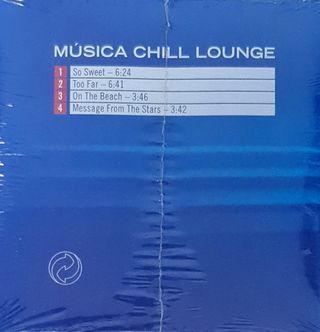 MÚSICA CHILL LOUNGE
1 So Sweet – 6:24
2 Too Far – 6:41
3 On The Beach – 3:46
4 Message From The Stars – 3:42